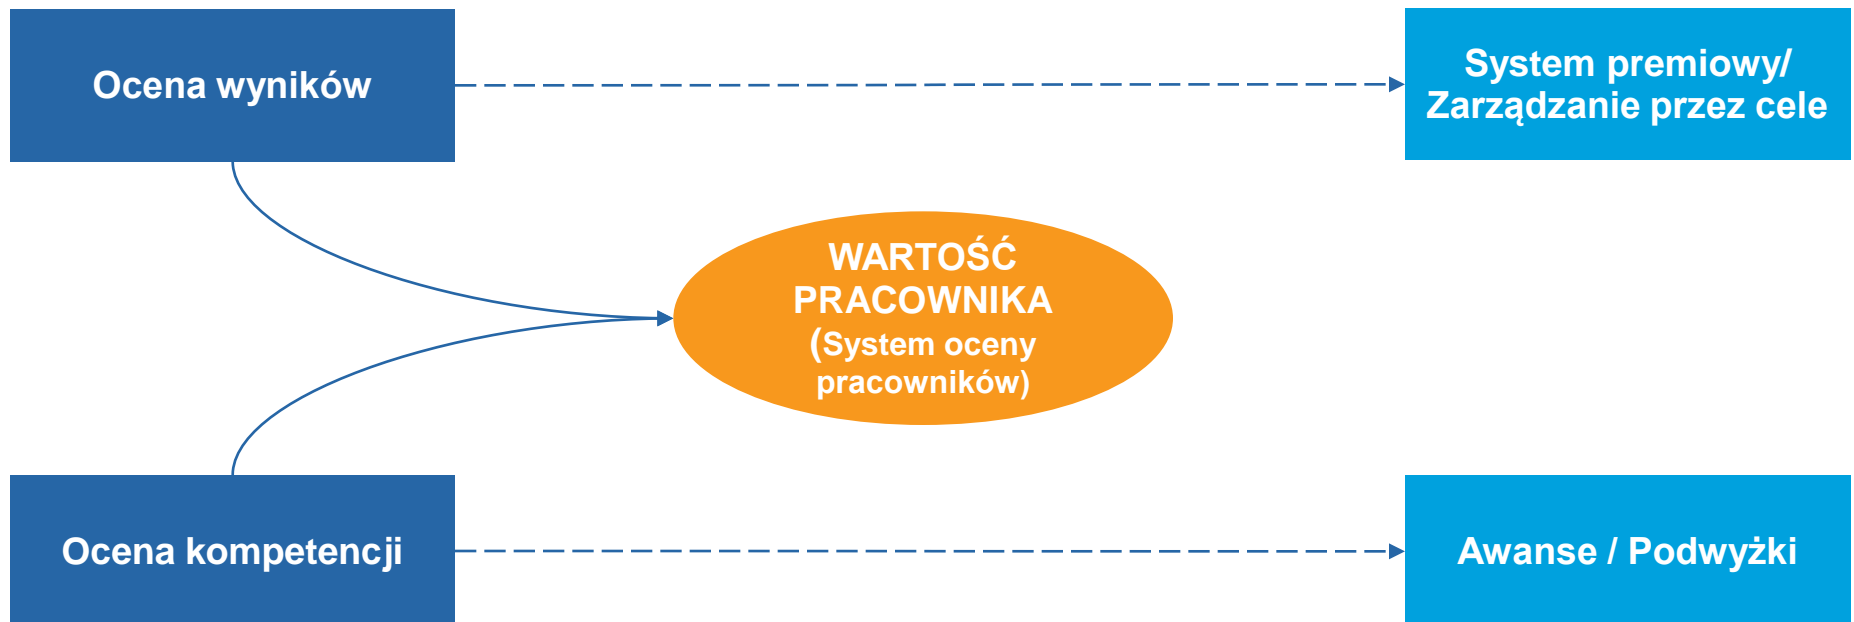 Ocena wyników
System premiowy/
Zarządzanie przez cele
WARTOŚĆ
PRACOWNIKA
(System oceny
pracowników)
Ocena kompetencji
Awanse / Podwyżki